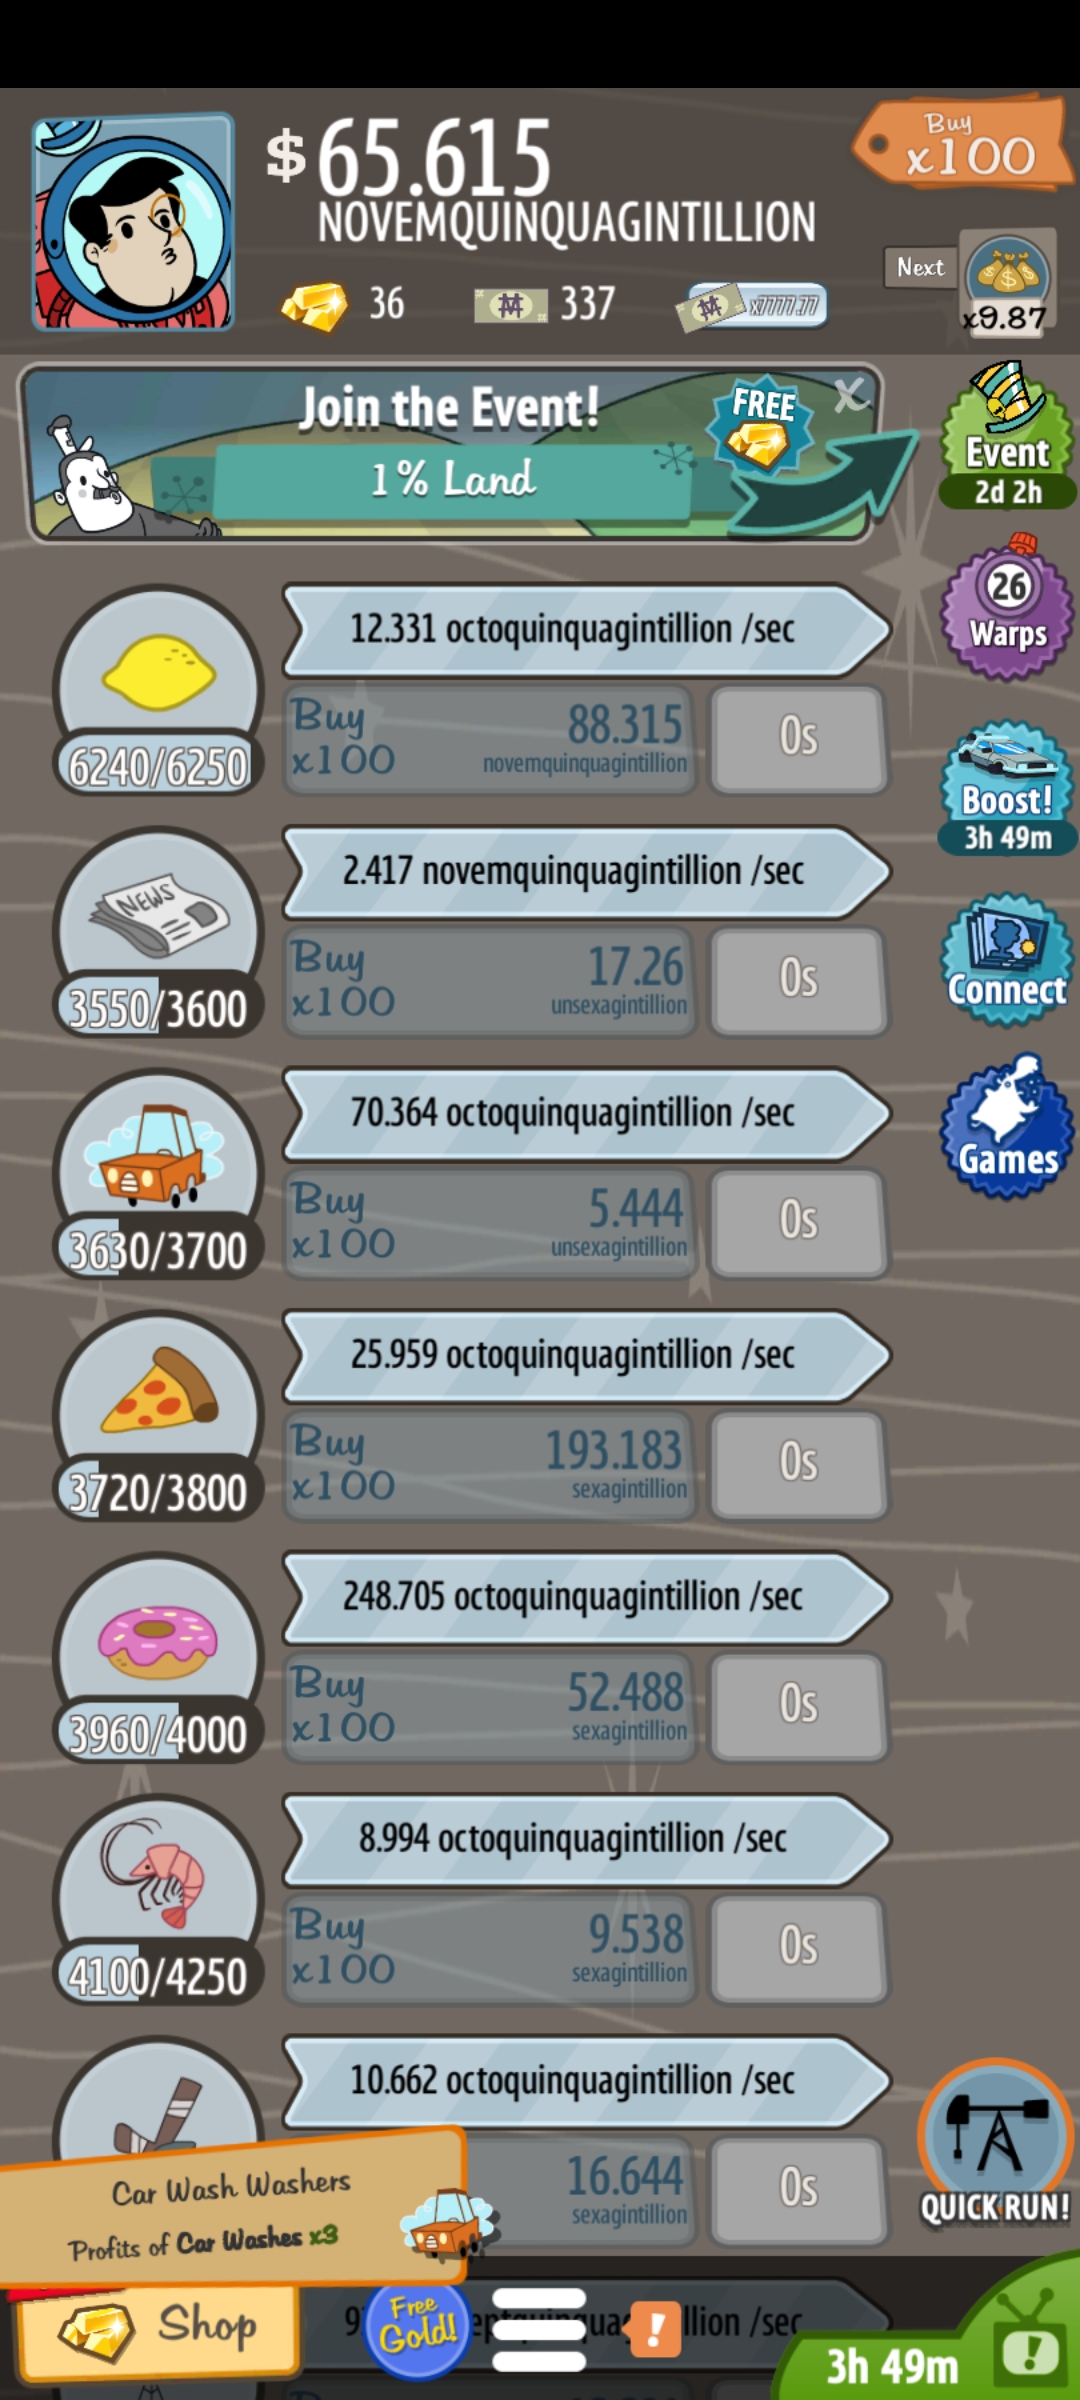 $65.615
NOVEMQUINQUAGINTILLION
Buy
x100
36
337
x7777.77
Next
x9.87
Join the Event!
1% Land
FREE
X
Event
2d 2h
26
Warps
Boost!
3h 49m
Connect
Games
12.331 octoquinquagintillion /sec
6240/6250
Buy
x100
88.315
novemquinquagintillion
0s
2.417 novemquinquagintillion /sec
NEWS
3550/3600
Buy
x100
17.26
unsexagintillion
0s
70.364 octoquinquagintillion /sec
3630/3700
Buy
x100
5.444
unsexagintillion
0s
25.959 octoquinquagintillion /sec
3720/3800
Buy
x100
193.183
sexagintillion
0s
248.705 octoquinquagintillion /sec
3960/4000
Buy
x100
52.488
sexagintillion
0s
8.994 octoquinquagintillion /sec
4100/4250
Buy
x100
9.538
sexagintillion
0s
10.662 octoquinquagintillion /sec
16.644
sexagintillion
0s
QUICK RUN!
Car Wash Washers
Profits of Car Washes x3
Shop
Free
Gold!
!
/sec
3h 49m
!